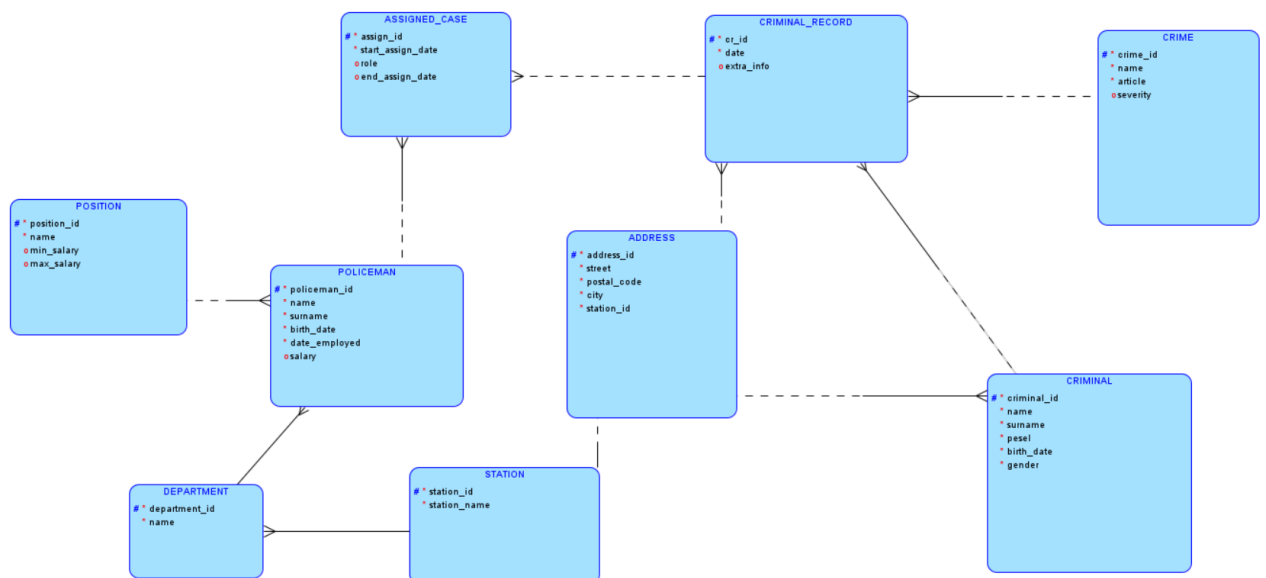 ASSIGNED_CASE
# * assign_id
* start_assign_date
o role
o end_assign_date
CRIMINAL_RECORD
# * cr_id
* date
o extra_info
CRIME
# * crime_id
* name
* article
o severity
POSITION
# * position_id
* name
o min_salary
o max_salary
POLICEMAN
# * policeman_id
* name
* surname
* birth_date
* date_employed
o salary
ADDRESS
# * address_id
* street
* postal_code
* city
* station_id
CRIMINAL
# * criminal_id
* name
* surname
* pesel
* birth_date
* gender
DEPARTMENT
# * department_id
* name
STATION
# * station_id
* station_name